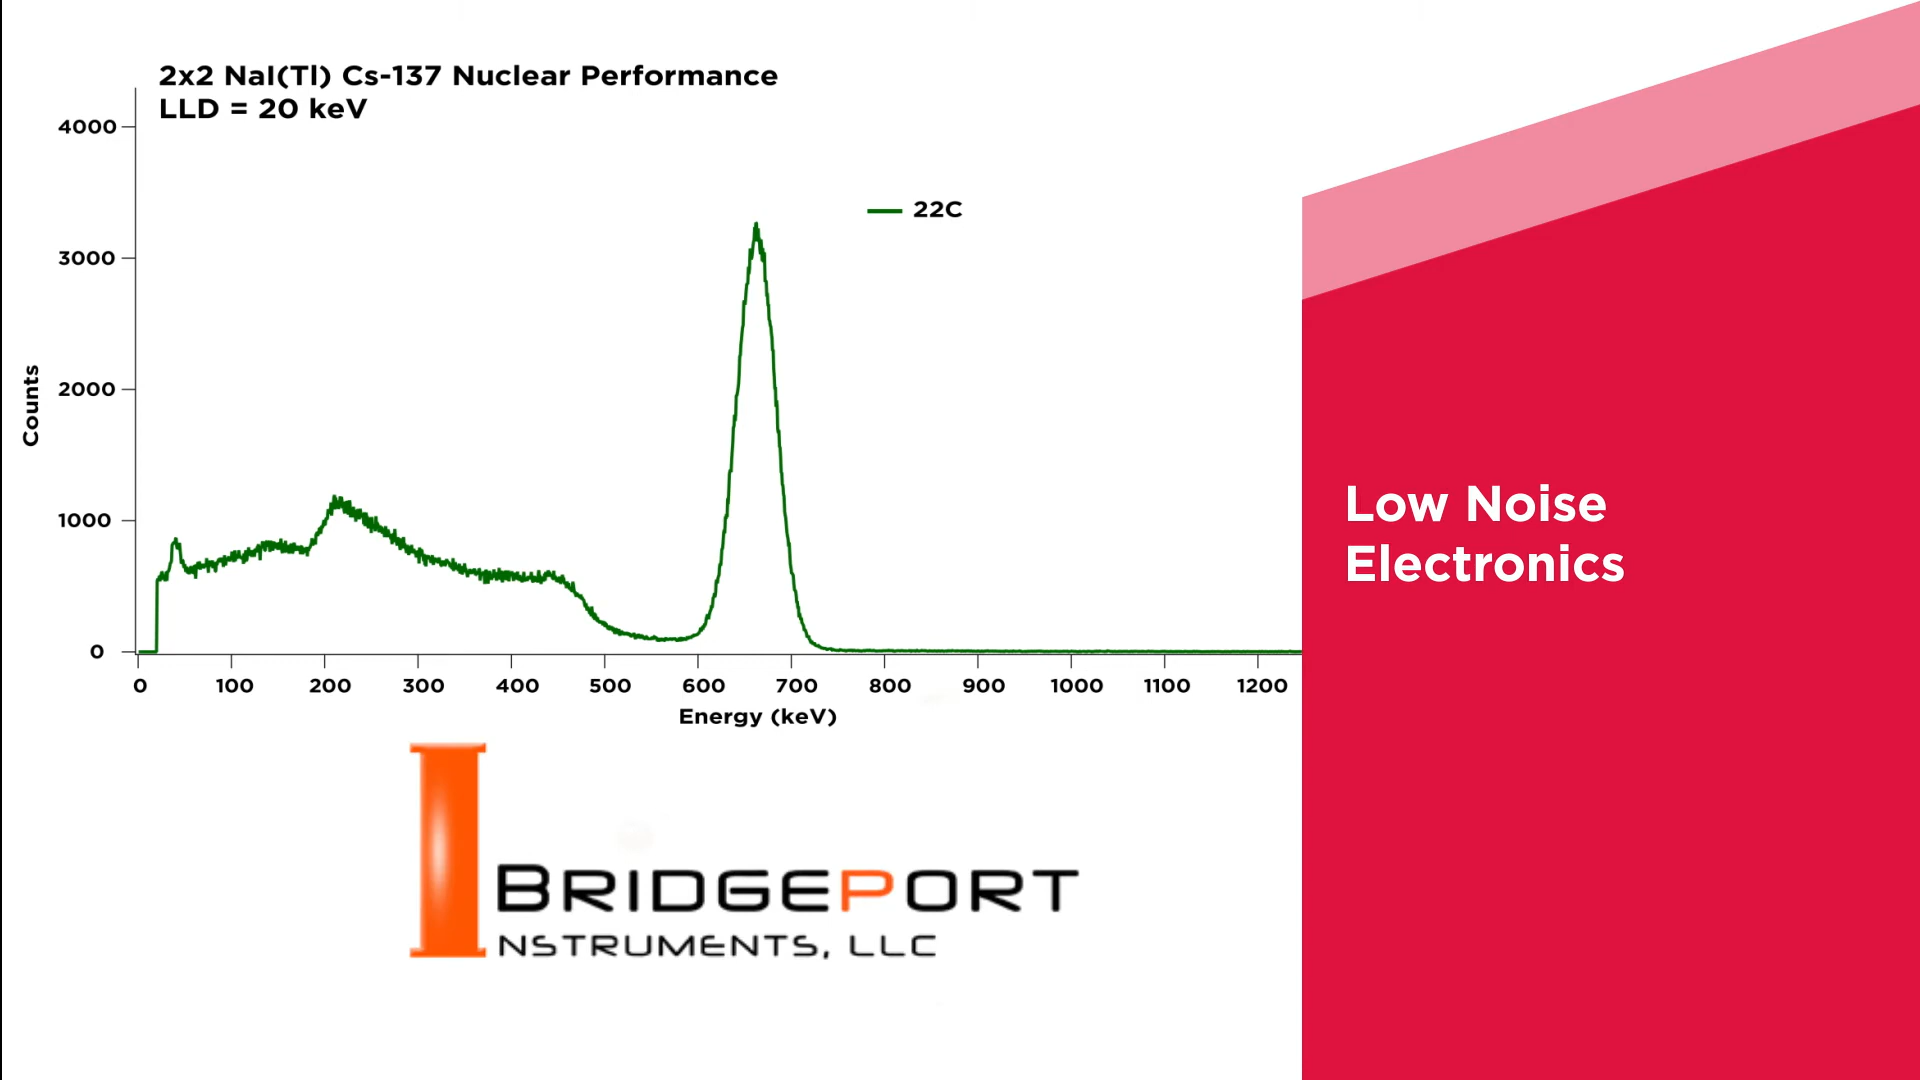 2x2 NaI(Tl) Cs-137 Nuclear Performance
LLD = 20 keV
4000
3000
2000
1000
0
Counts
22C
0 100 200 300 400 500 600 700 800 900 1000 1100 1200
Energy (keV)
BRIDGEPORT
INSTRUMENTS, LLC
Low Noise
Electronics